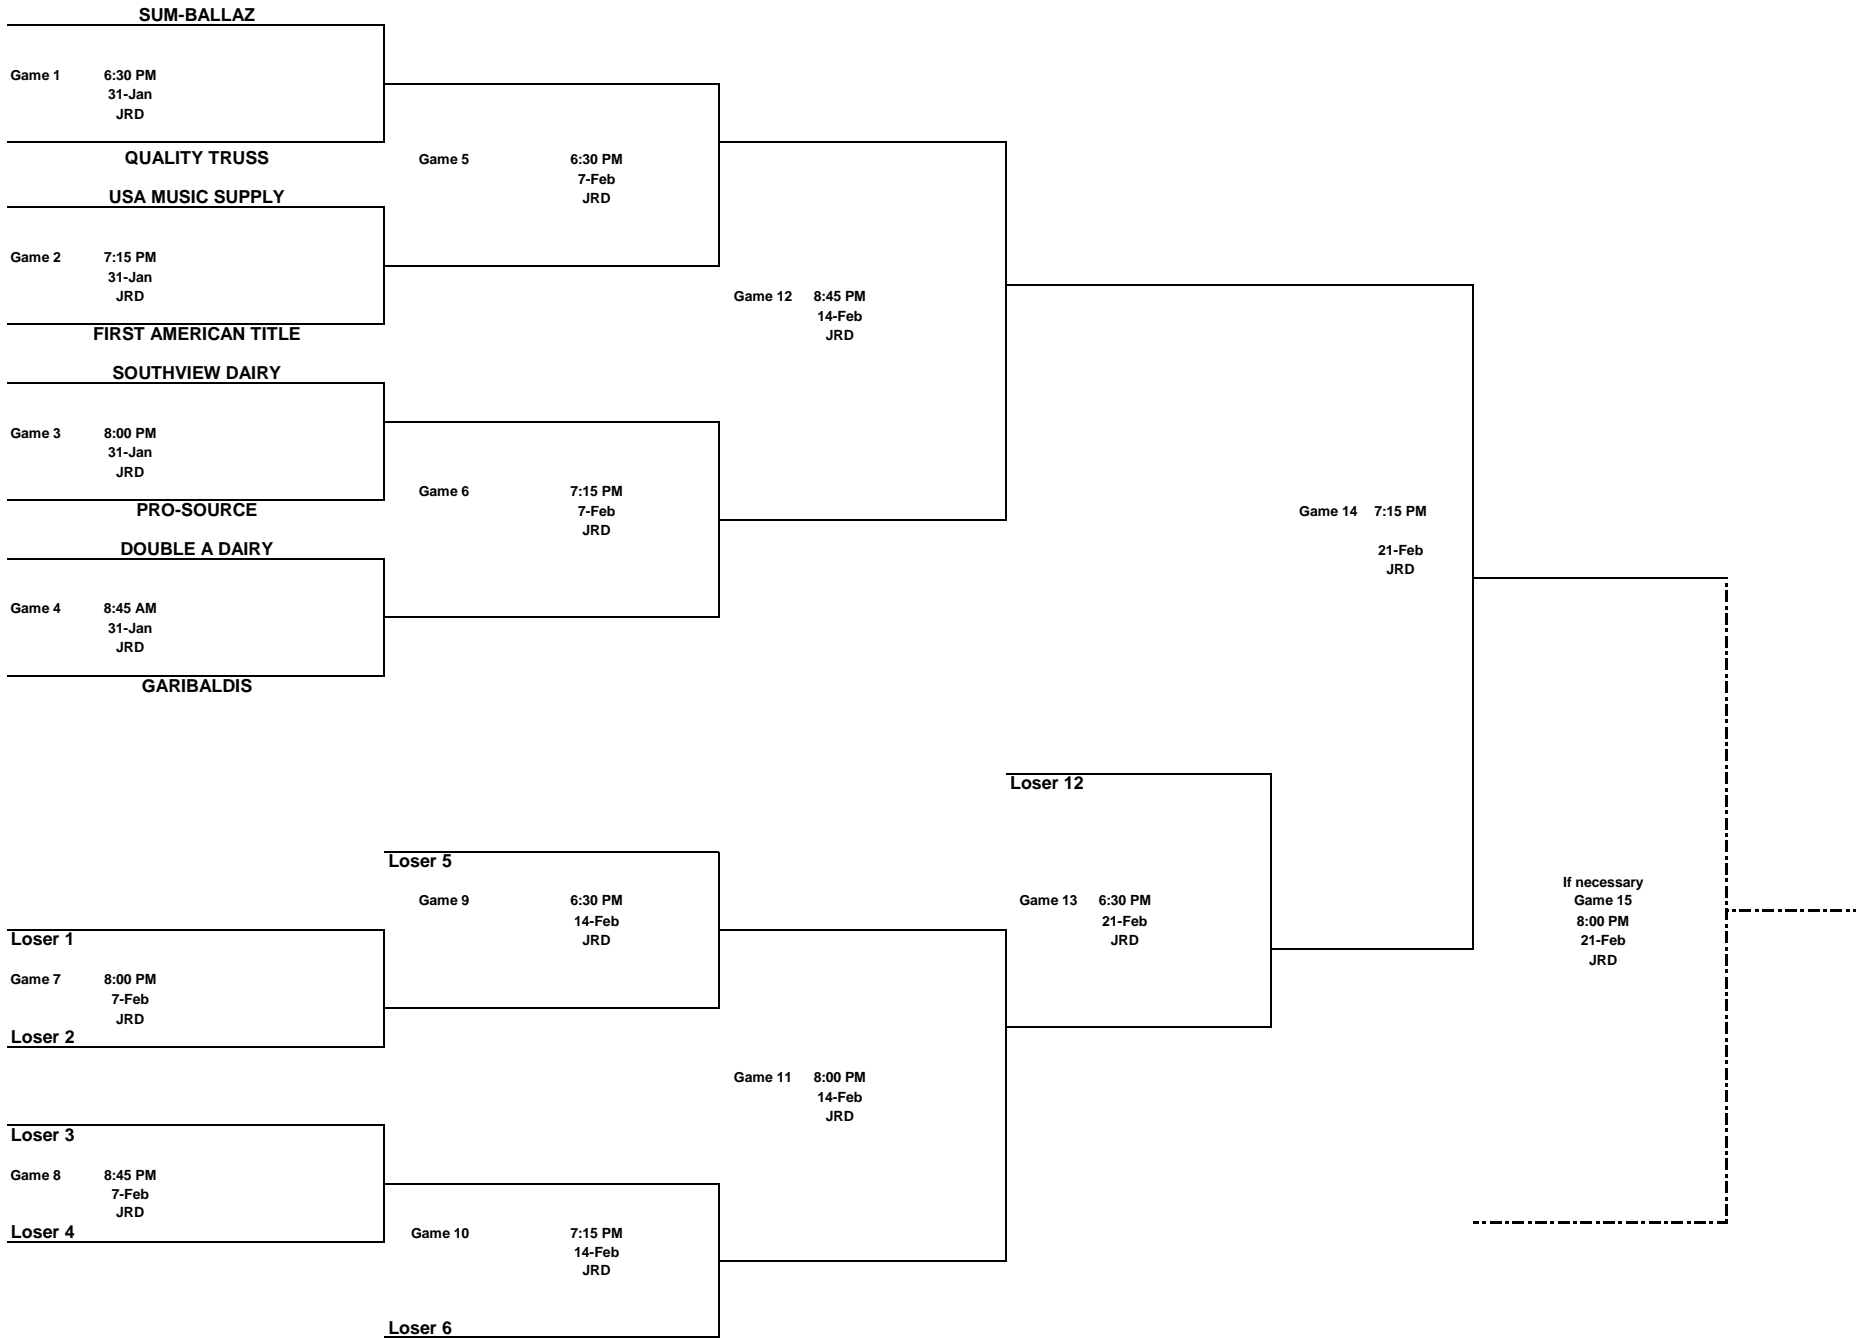 SUM-BALLAZ
Game 1 6:30 PM
31-Jan
JRD
QUALITY TRUSS
Game 5 6:30 PM
7-Feb
JRD
USA MUSIC SUPPLY
Game 2 7:15 PM
31-Jan
JRD
FIRST AMERICAN TITLE
Game 12 8:45 PM
14-Feb
JRD
SOUTHVIEW DAIRY
Game 3 8:00 PM
31-Jan
JRD
PRO-SOURCE
Game 6 7:15 PM
7-Feb
JRD
Game 14 7:15 PM
21-Feb
JRD
DOUBLE A DAIRY
Game 4 8:45 AM
31-Jan
JRD
GARIBALDIS
Loser 12
Loser 5
Game 9 6:30 PM
14-Feb
JRD
Game 13 6:30 PM
21-Feb
JRD
If necessary
Game 15
8:00 PM
21-Feb
JRD
Loser 1
Game 7 8:00 PM
7-Feb
JRD
Loser 2
Game 11 8:00 PM
14-Feb
JRD
Loser 3
Game 8 8:45 PM
7-Feb
JRD
Loser 4
Game 10 7:15 PM
14-Feb
JRD
Loser 6